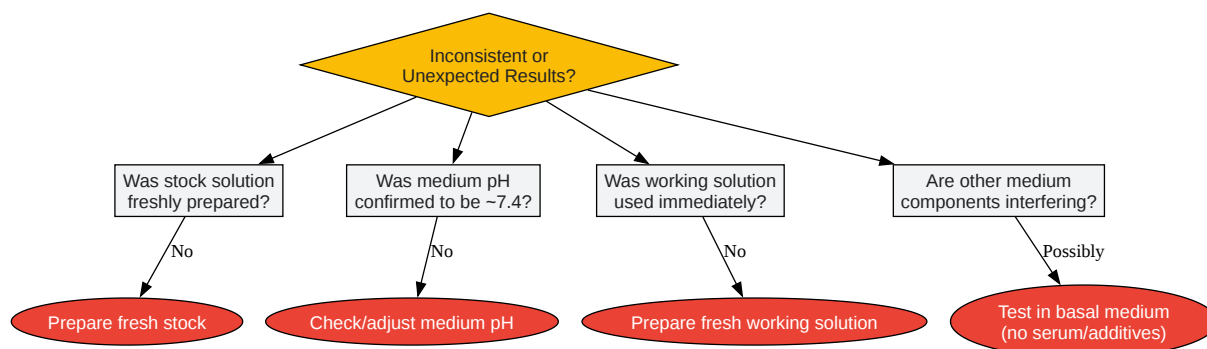 Inconsistent or
Unexpected Results?
Was stock solution
freshly prepared?
Was medium pH
confirmed to be ~7.4?
Was working solution
used immediately?
Are other medium
components interfering?
No
No
No
Possibly
Prepare fresh stock
Check/adjust medium pH
Prepare fresh working solution
Test in basal medium
(no serum/additives)